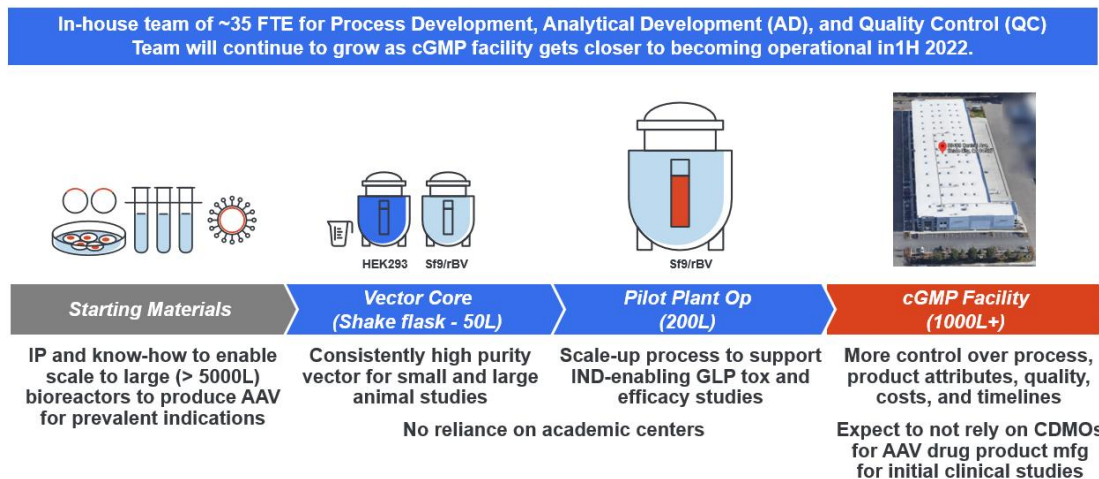 In-house team of ~35 FTE for Process Development, Analytical Development (AD), and Quality Control (QC)
Team will continue to grow as cGMP facility gets closer to becoming operational in1H 2022.
HEK293
Sf9/rBV
Sf9/rBV
Starting Materials
Vector Core
(Shake flask - 50L)
Pilot Plant Op
(200L)
cGMP Facility
(1000L+)
IP and know-how to enable
scale to large (> 5000L)
bioreactors to produce AAV
for prevalent indications
Consistently high purity
vector for small and large
animal studies
Scale-up process to support
IND-enabling GLP tox and
efficacy studies
No reliance on academic centers
More control over process,
product attributes, quality,
costs, and timelines
Expect to not rely on CDMOs
for AAV drug product mfg
for initial clinical studies